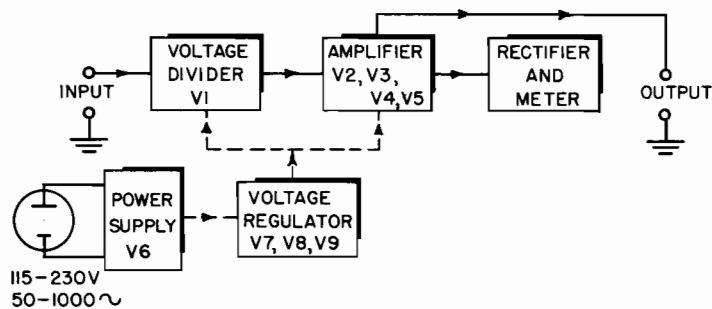 VOLTAGE
DIVIDER
V1
AMPLIFIER
V2, V3,
V4, V5
RECTIFIER
AND
METER
INPUT
OUTPUT
POWER
SUPPLY
V6
VOLTAGE
REGULATOR
V7, V8, V9
115-230V
50-1000~